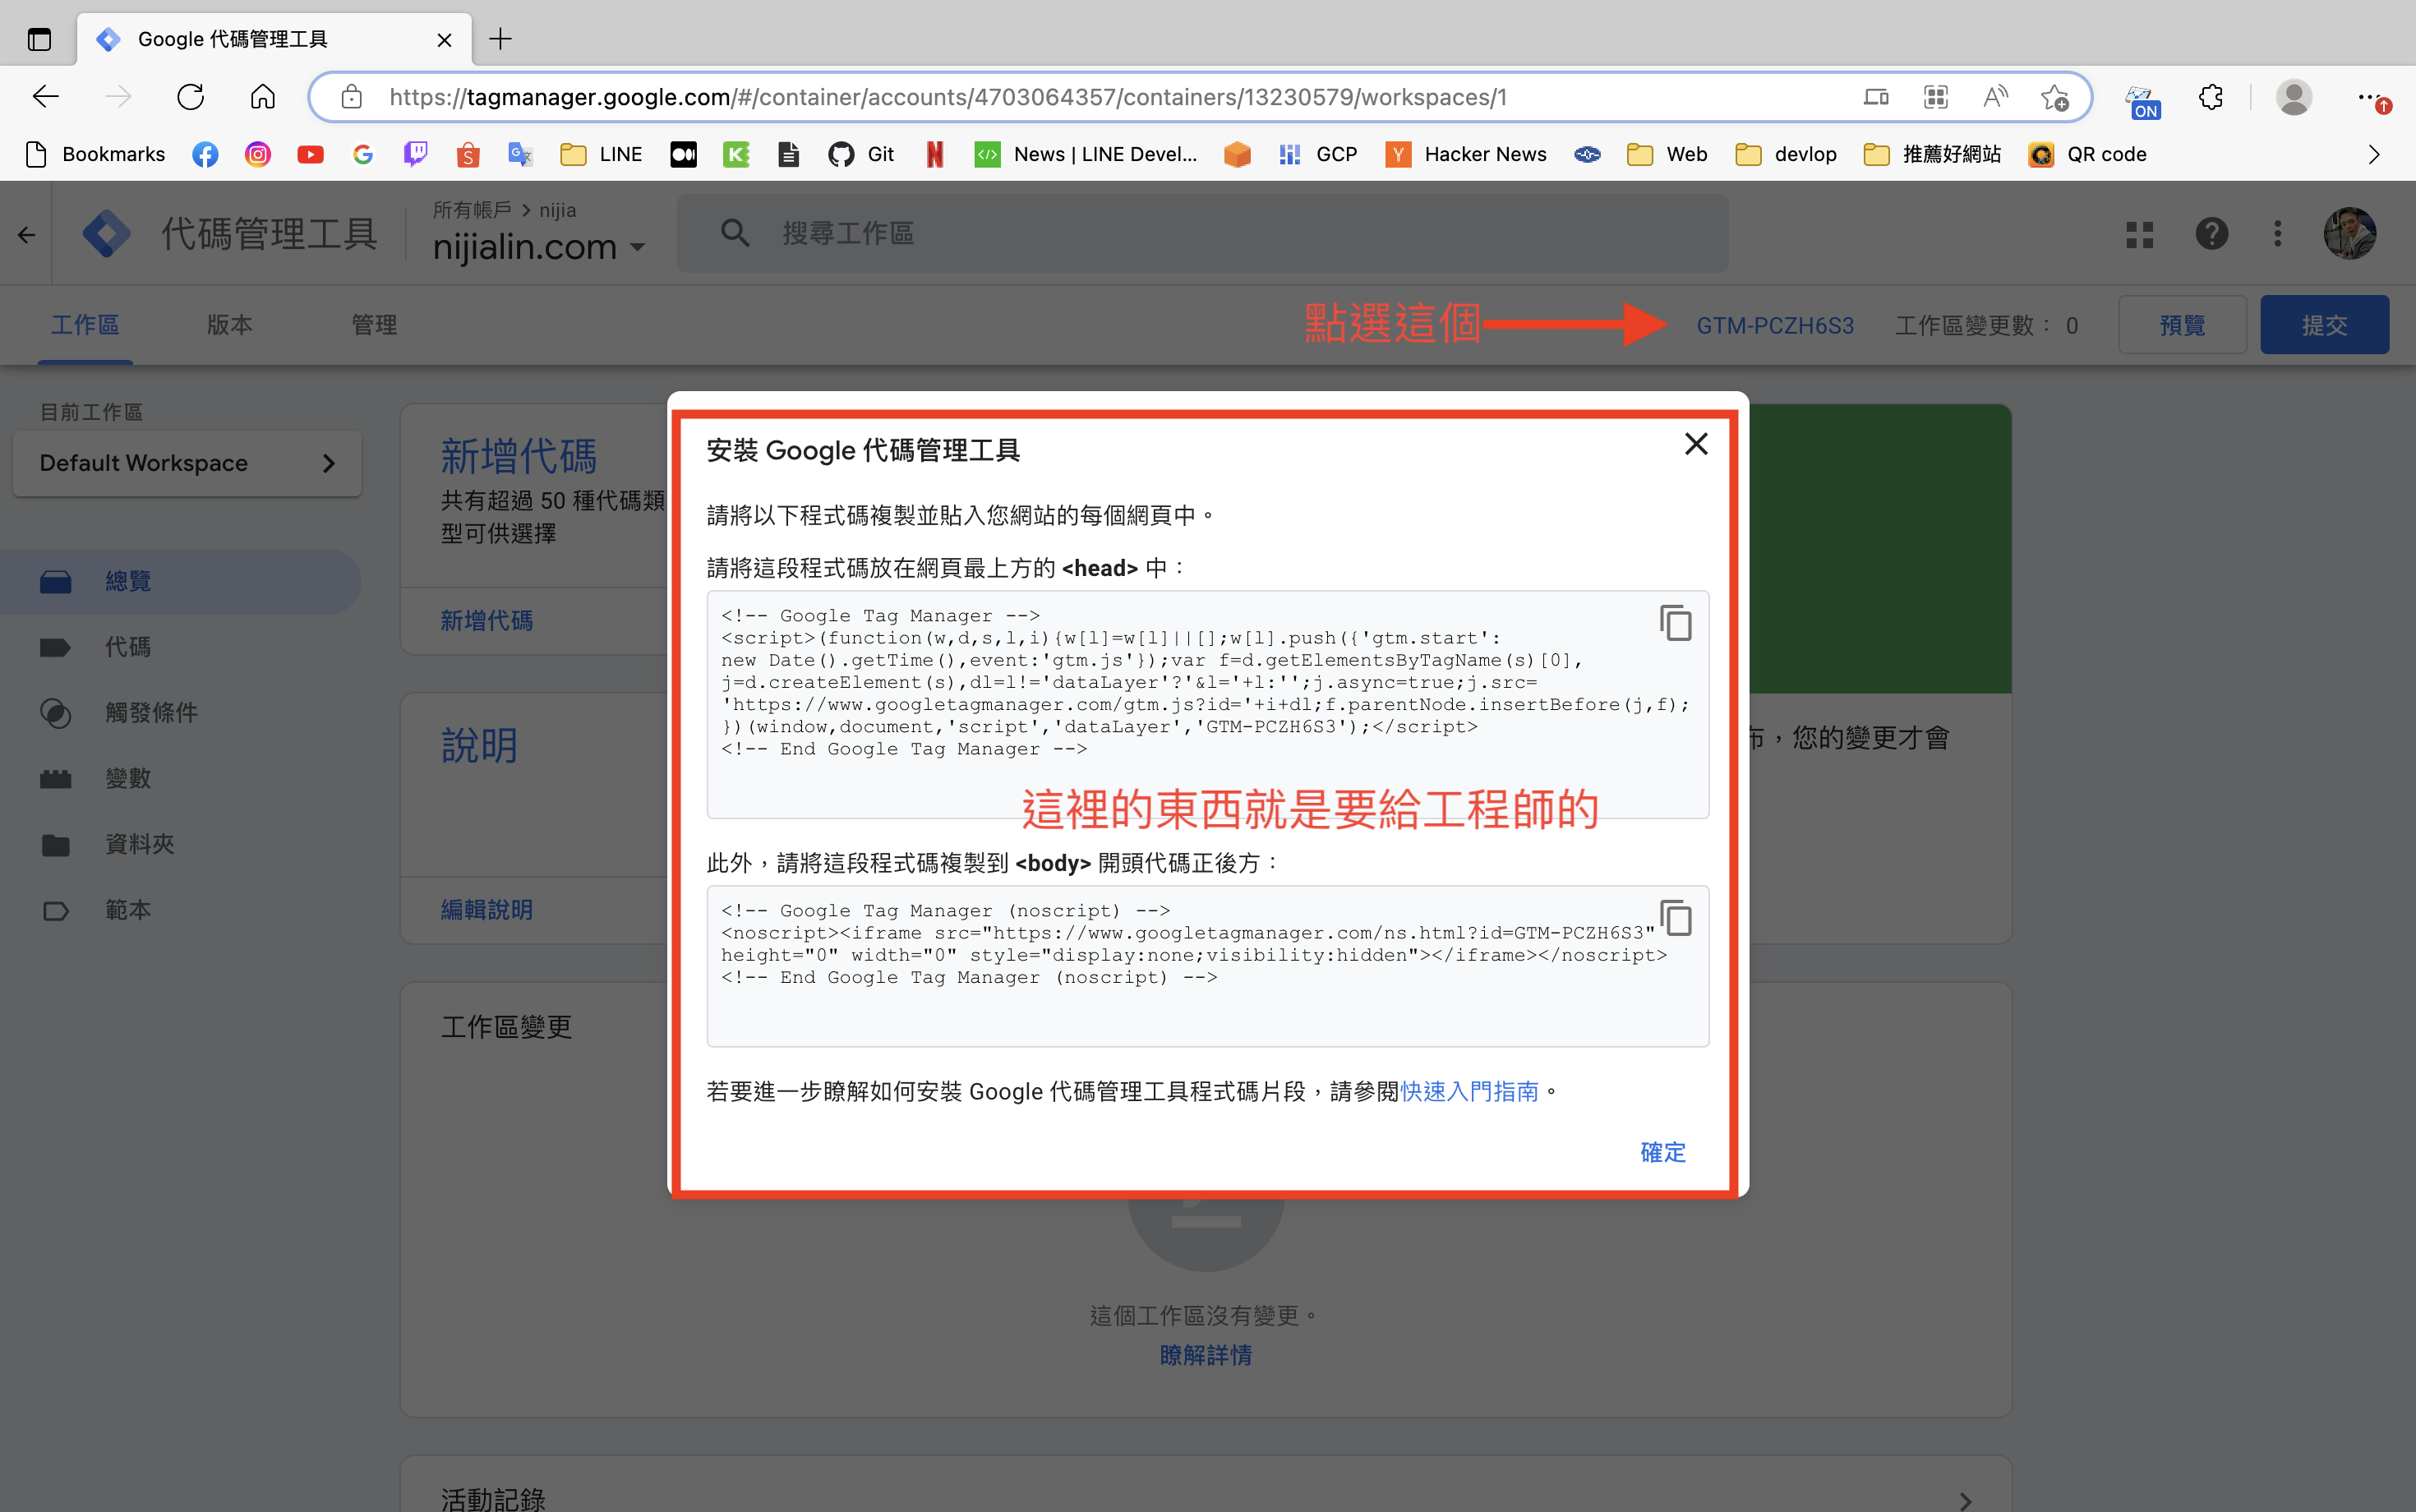 Google 代碼管理工具
https://tagmanager.google.com/#/container/accounts/4703064357/containers/13230579/workspaces/1
ON
Bookmarks
LINE
Git
News | LINE Devel...
GCP
Hacker News
Web
devlop
推薦好網站
QR code
代碼管理工具
所有帳戶 > nijia
nijialin.com
搜尋工作區
工作區
版本
管理
點選這個
GTM-PCZH6S3
工作區變更數： 0
預覽
提交
目前工作區
Default Workspace
總覽
代碼
觸發條件
變數
資料夾
範本
新增代碼
共有超過 50 種代碼類
型可供選擇
新增代碼
說明
編輯說明
安裝 Google 代碼管理工具
請將以下程式碼複製並貼入您網站的每個網頁中。
請將這段程式碼放在網頁最上方的 <head> 中：
<!-- Google Tag Manager -->
<script>(function(w,d,s,l,i){w[l]=w[l]||[];w[l].push({'gtm.start':
new Date().getTime(),event:'gtm.js'});var f=d.getElementsByTagName(s)[0],
j=d.createElement(s),dl=l!='dataLayer'?'&l='+l:'';j.async=true;j.src=
'https://www.googletagmanager.com/gtm.js?id='+i+dl;f.parentNode.insertBefore(j,f);
})(window,document,'script','dataLayer','GTM-PCZH6S3');</script>
<!-- End Google Tag Manager -->
這裡的東西就是要給工程師的
此外，請將這段程式碼複製到 <body> 開頭代碼正後方：
<!-- Google Tag Manager (noscript) -->
<noscript><iframe src="https://www.googletagmanager.com/ns.html?id=GTM-PCZH6S3"
height="0" width="0" style="display:none;visibility:hidden"></iframe></noscript>
<!-- End Google Tag Manager (noscript) -->
若要進一步瞭解如何安裝 Google 代碼管理工具程式碼片段，請參閱快速入門指南。
確定
，您的變更才會
工作區變更
這個工作區沒有變更。
瞭解詳情
活動記錄